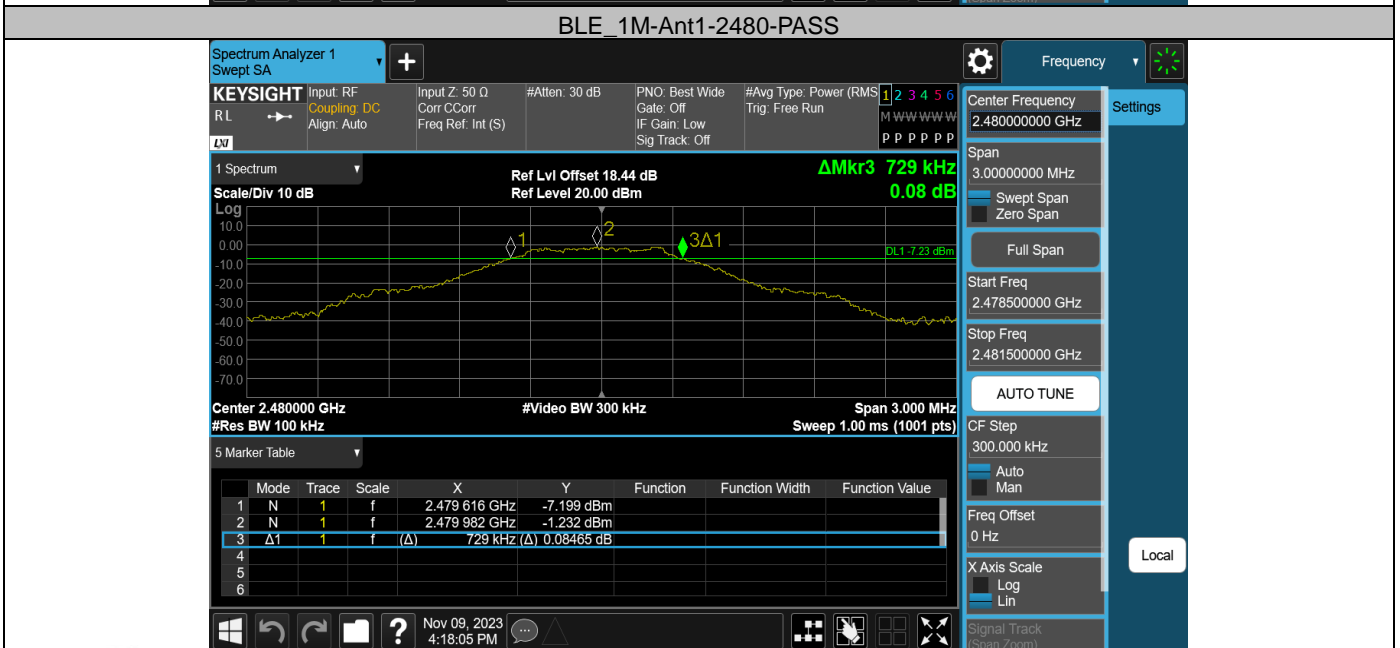 (Span Zoom)
BLE_1M-Ant1-2480-PASS
Spectrum Analyzer 1
Swept SA
Frequency
KEYSIGHT
RL
LXI
Input: RF
Coupling: DC
Align: Auto
Input Z: 50 Ω
Corr CCorr
Freq Ref: Int (S)
#Atten: 30 dB
PNO: Best Wide
Gate: Off
IF Gain: Low
Sig Track: Off
#Avg Type: Power (RMS
Trig: Free Run
1 2 3 4 5 6
M W W W W W
P P P P P P
1 Spectrum
Scale/Div 10 dB
Ref Lvl Offset 18.44 dB
Ref Level 20.00 dBm
ΔMkr3 729 kHz
0.08 dB
Log
10.0
0.00
-10.0
-20.0
-30.0
-40.0
-50.0
-60.0
-70.0
1
2
3Δ1
DL1 -7.23 dBm
Center 2.480000 GHz
#Video BW 300 kHz
Span 3.000 MHz
#Res BW 100 kHz
Sweep 1.00 ms (1001 pts)
5 Marker Table
Mode Trace Scale X Y Function Function Width Function Value
1 N 1 f 2.479 616 GHz -7.199 dBm
2 N 1 f 2.479 982 GHz -1.232 dBm
3 Δ1 1 f (Δ) 729 kHz (Δ) 0.08465 dB
4
5
6
Nov 09, 2023
4:18:05 PM
Center Frequency
2.480000000 GHz
Settings
Span
3.00000000 MHz
Swept Span
Zero Span
Full Span
Start Freq
2.478500000 GHz
Stop Freq
2.481500000 GHz
AUTO TUNE
CF Step
300.000 kHz
Auto
Man
Freq Offset
0 Hz
X Axis Scale
Log
Lin
Local
Signal Track
(Span Zoom)